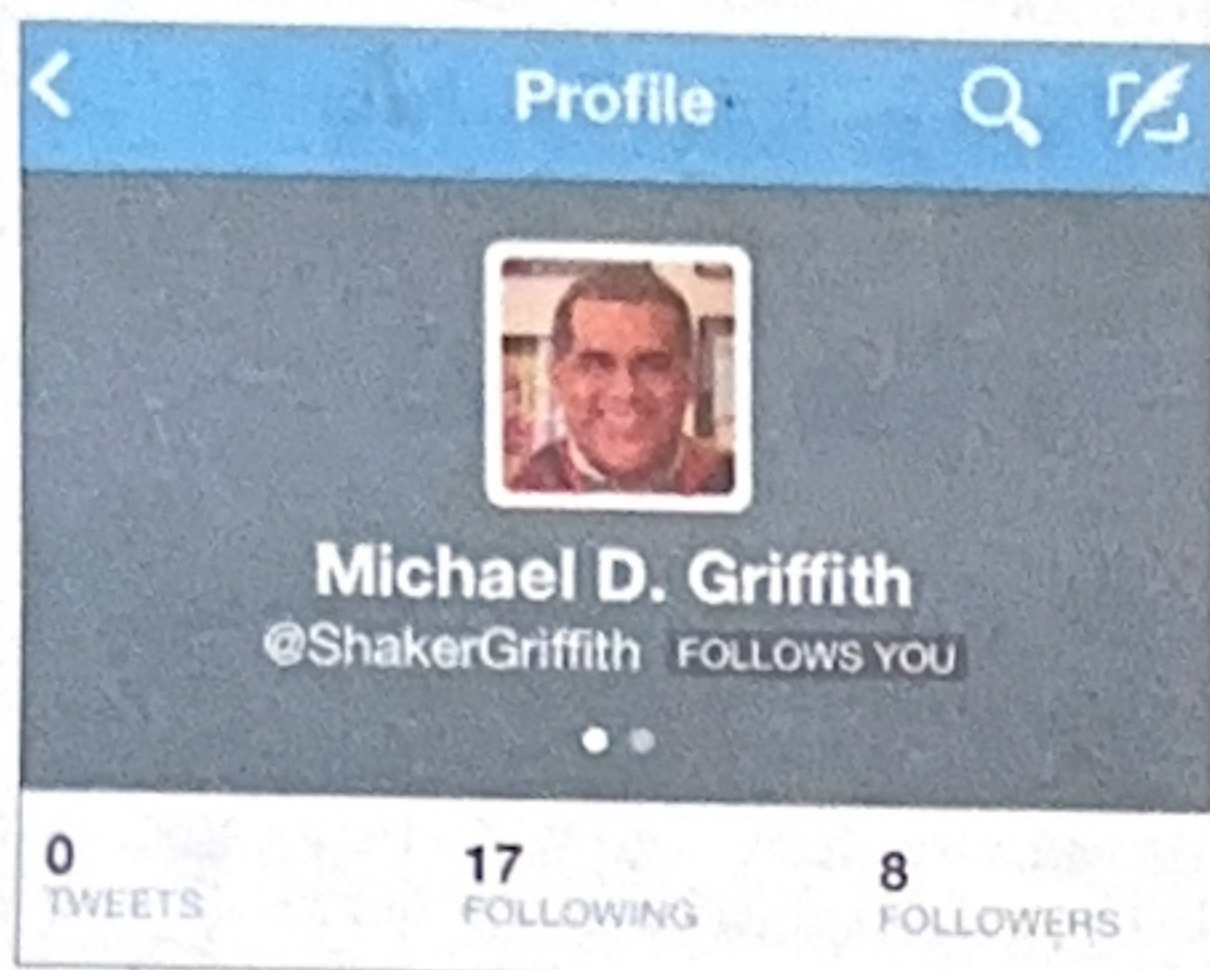 Profile
Michael D. Griffith
@ShakerGriffith FOLLOWS YOU
0 17 8
TWEETS FOLLOWING FOLLOWERS